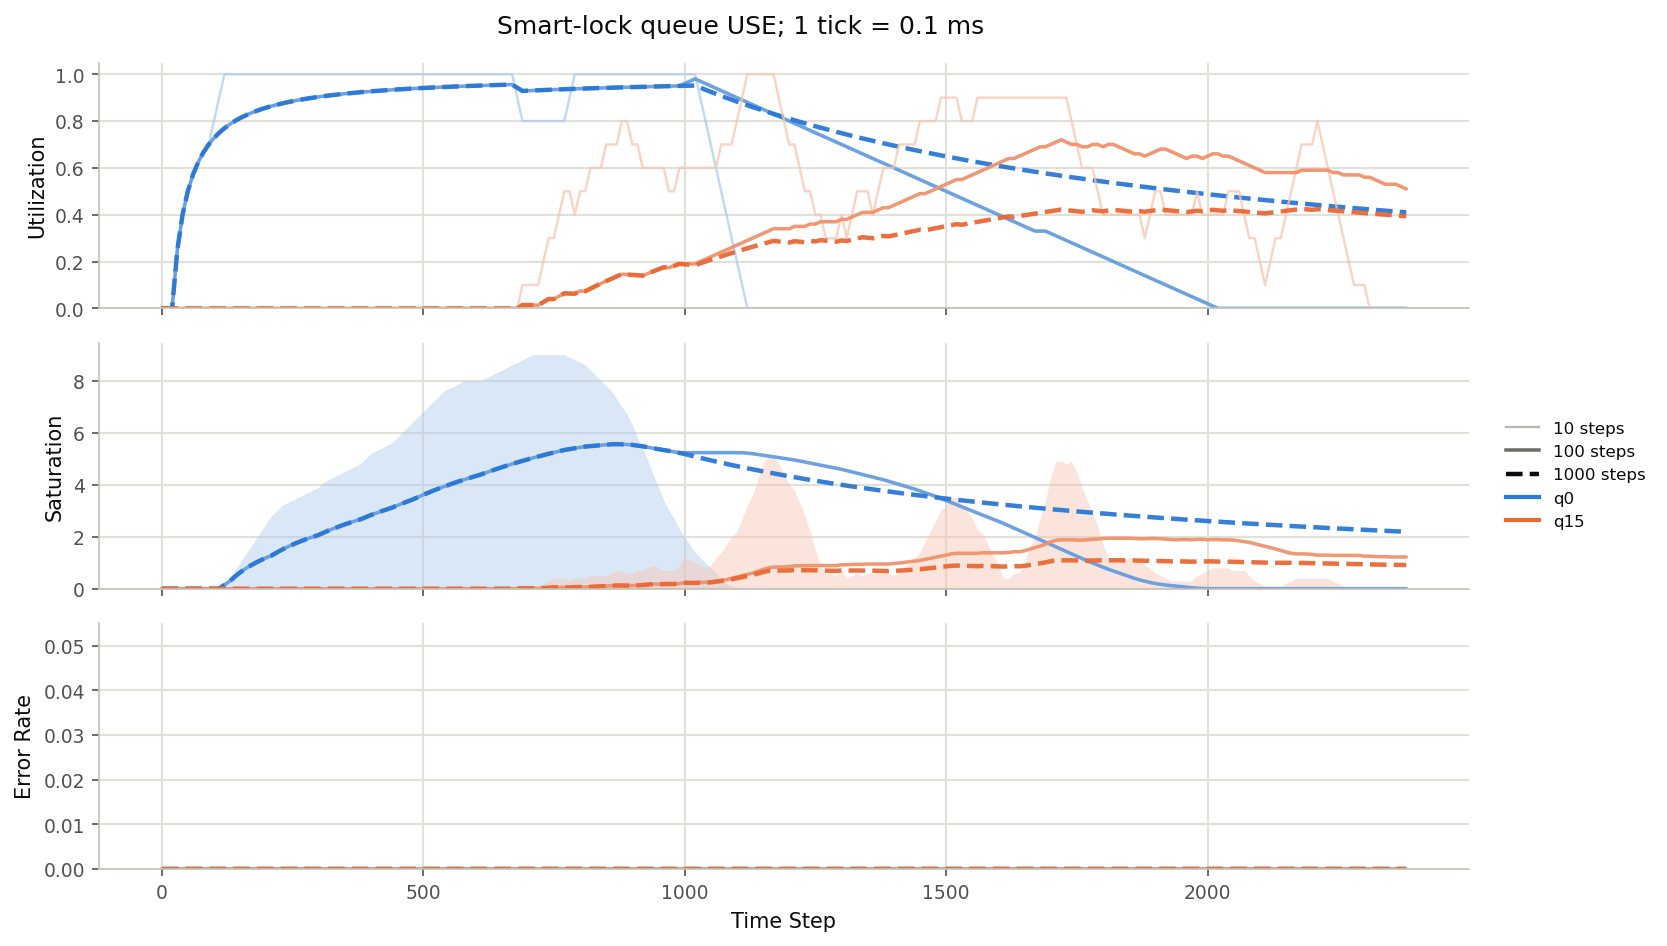 Smart-lock queue USE; 1 tick = 0.1 ms
Utilization
1.0
0.8
0.6
0.4
0.2
0.0
Saturation
8
6
4
2
0
10 steps
100 steps
1000 steps
q0
q15
Error Rate
0.05
0.04
0.03
0.02
0.01
0.00
0 500 1000 1500 2000
Time Step